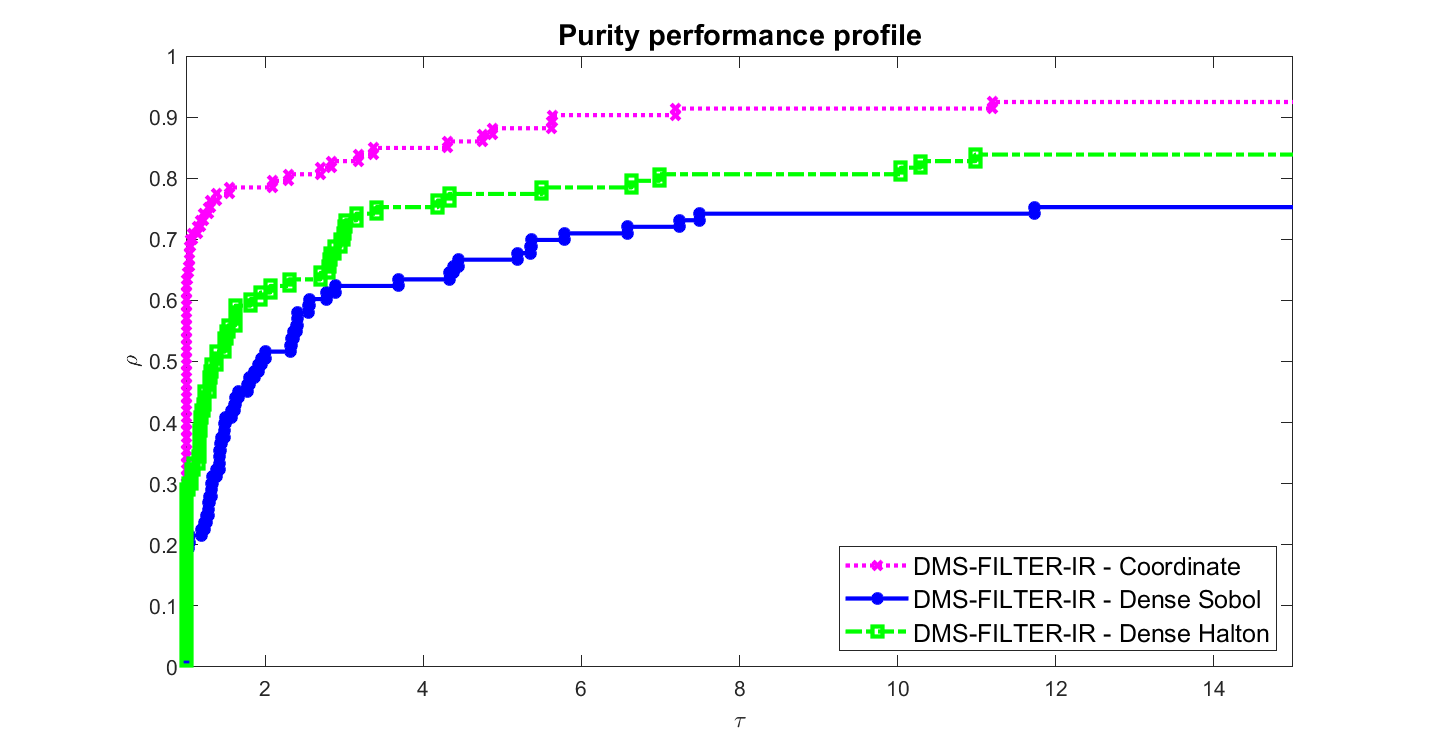 Purity performance profile
1
0.9
0.8
0.7
0.6
0.5
0.4
0.3
0.2
0.1
0
ρ
2 4 6 8 10 12 14
τ
DMS-FILTER-IR - Coordinate
DMS-FILTER-IR - Dense Sobol
DMS-FILTER-IR - Dense Halton